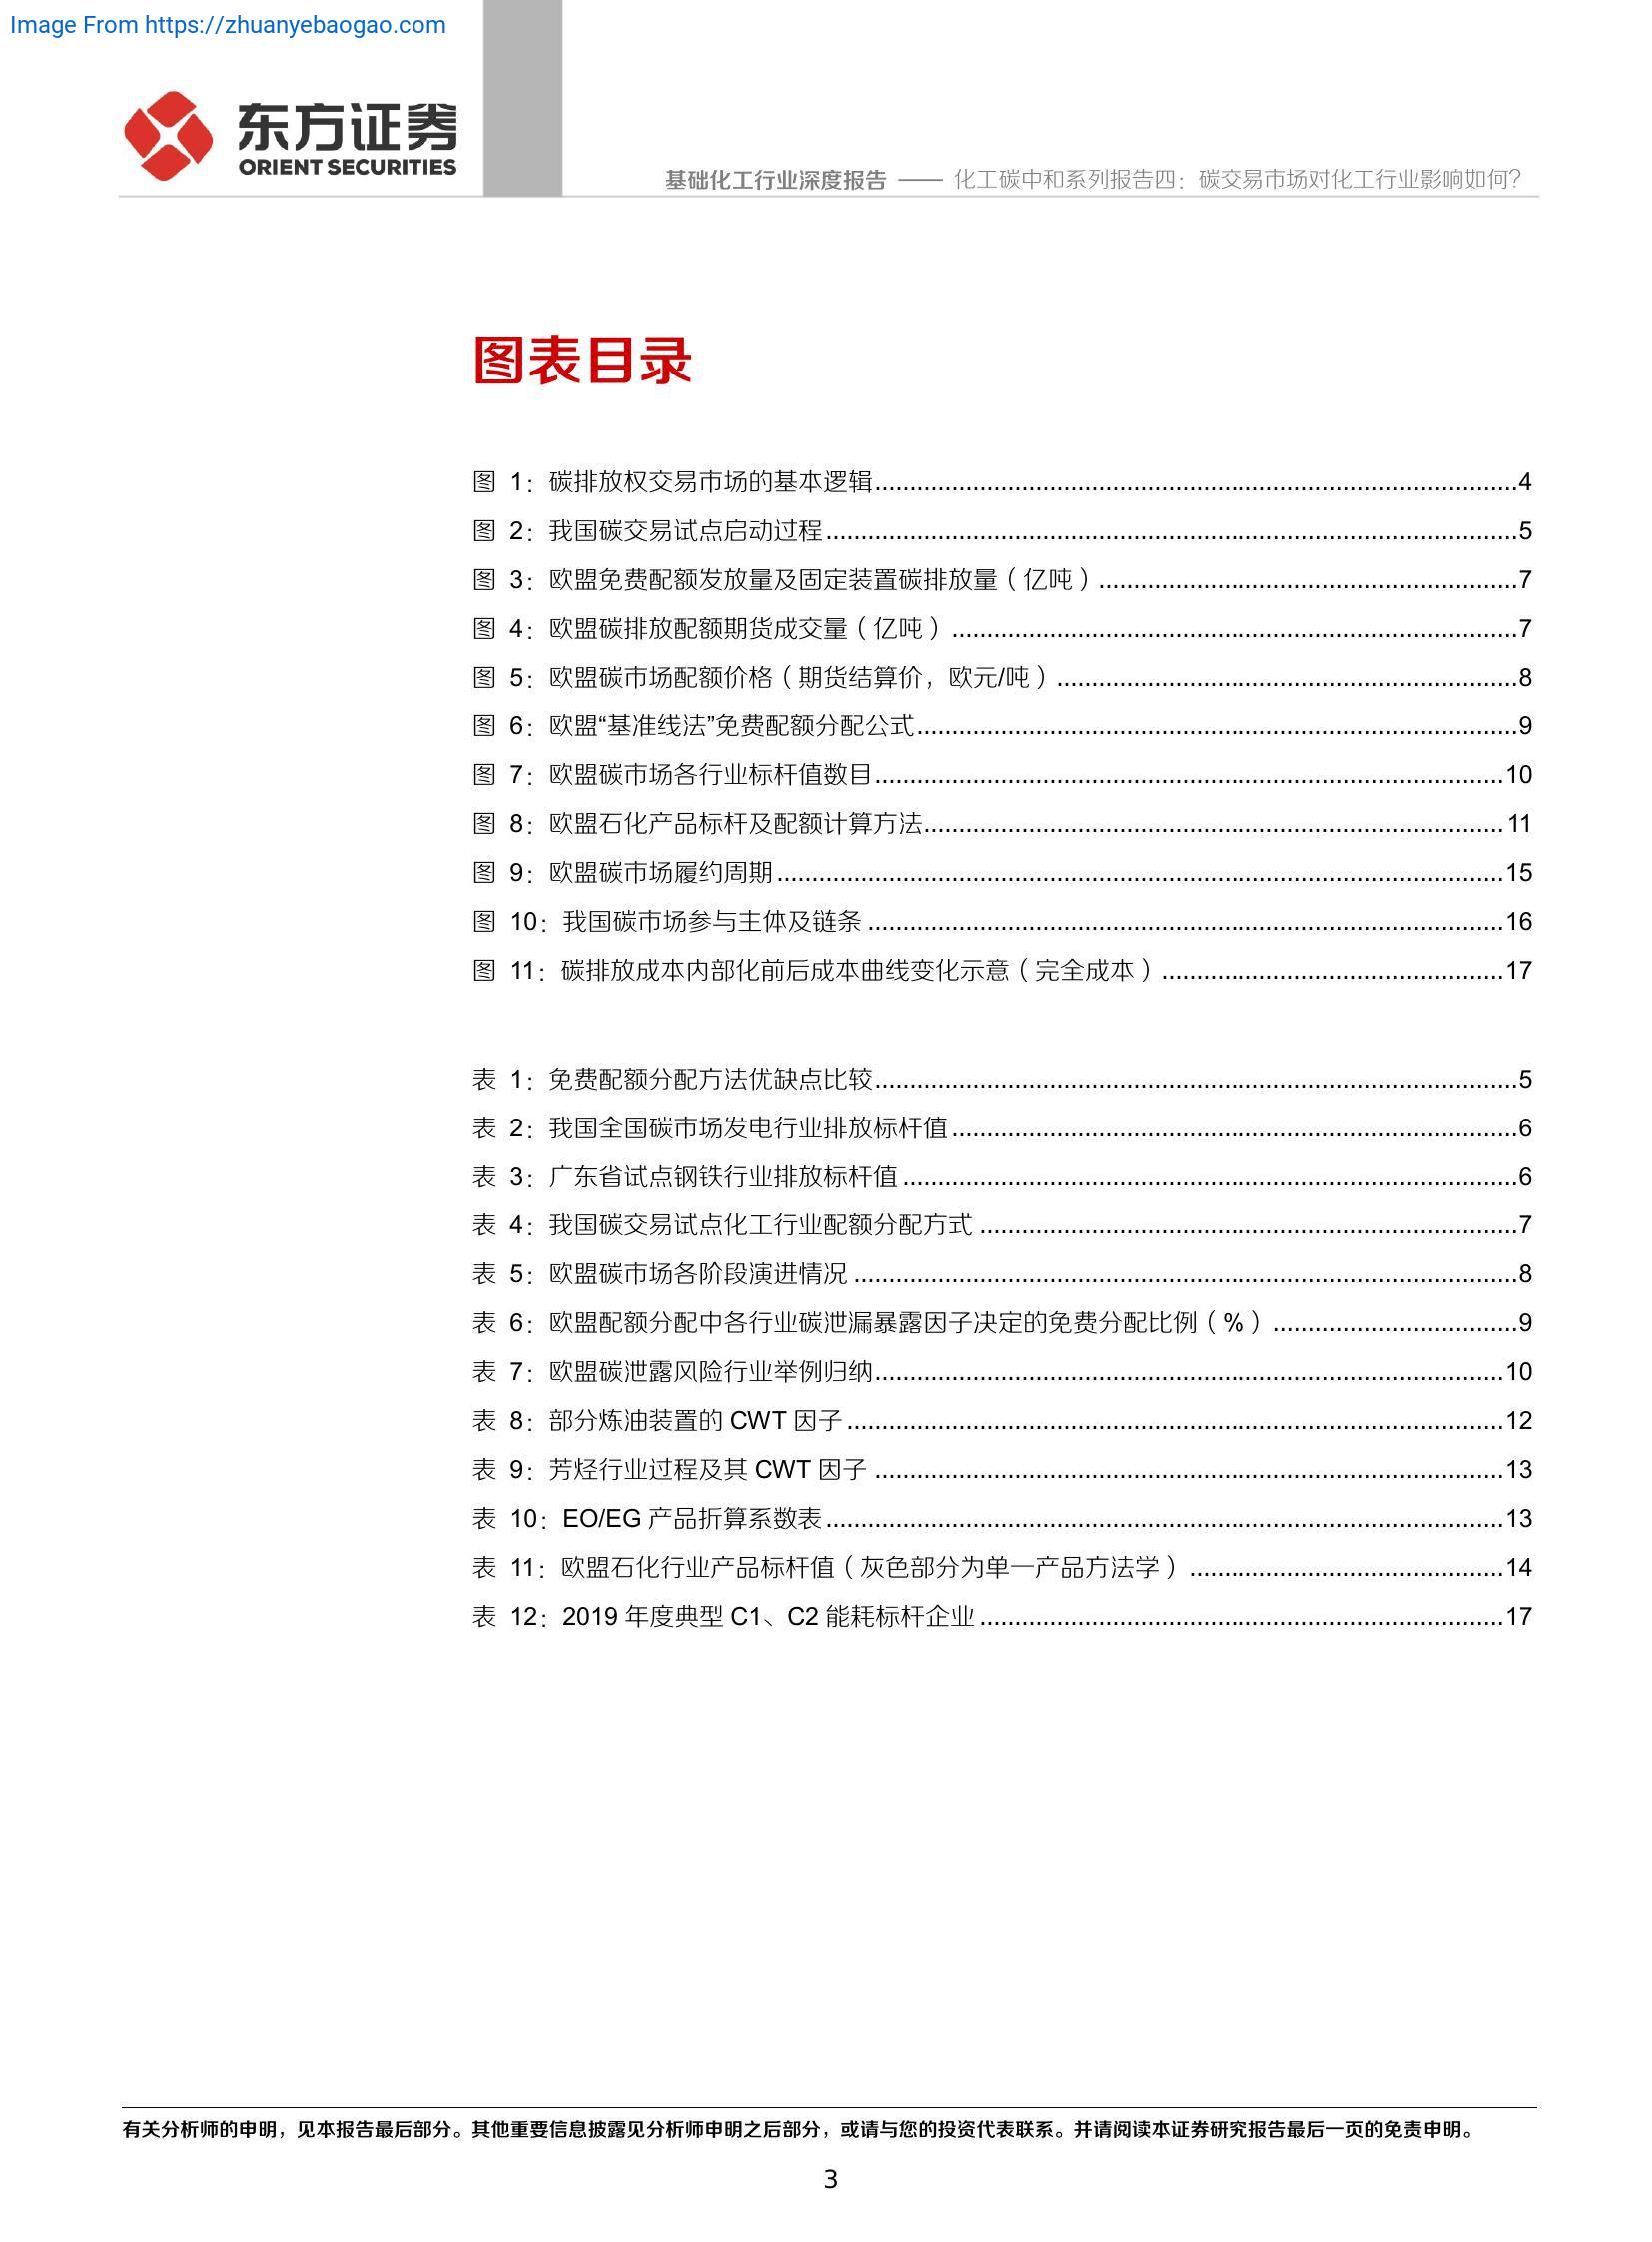 Image From https://zhuanyebaogao.com
东方证券
ORIENT SECURITIES
基础化工行业深度报告 —— 化工碳中和系列报告四：碳交易市场对化工行业影响如何？
图表目录
图 1：碳排放权交易市场的基本逻辑....................4
图 2：我国碳交易试点启动过程....................5
图 3：欧盟免费配额发放量及固定装置碳排放量（亿吨）....................7
图 4：欧盟碳排放配额期货成交量（亿吨）....................7
图 5：欧盟碳市场配额价格（期货结算价，欧元/吨）....................8
图 6：欧盟“基准线法”免费配额分配公式....................9
图 7：欧盟碳市场各行业标杆值数目....................10
图 8：欧盟石化产品标杆及配额计算方法....................11
图 9：欧盟碳市场履约周期....................15
图 10：我国碳市场参与主体及链条....................16
图 11：碳排放成本内部化前后成本曲线变化示意（完全成本）....................17
表 1：免费配额分配方法优缺点比较....................5
表 2：我国全国碳市场发电行业排放标杆值....................6
表 3：广东省试点钢铁行业排放标杆值....................6
表 4：我国碳交易试点化工行业配额分配方式....................7
表 5：欧盟碳市场各阶段演进情况....................8
表 6：欧盟配额分配中各行业碳泄漏暴露因子决定的免费分配比例（%）....................9
表 7：欧盟碳泄露风险行业举例归纳....................10
表 8：部分炼油装置的 CWT 因子....................12
表 9：芳烃行业过程及其 CWT 因子....................13
表 10：EO/EG 产品折算系数表....................13
表 11：欧盟石化行业产品标杆值（灰色部分为单一产品方法学）....................14
表 12：2019 年度典型 C1、C2 能耗标杆企业....................17
有关分析师的申明，见本报告最后部分。其他重要信息披露见分析师申明之后部分，或请与您的投资代表联系。并请阅读本证券研究报告最后一页的免责申明。
3